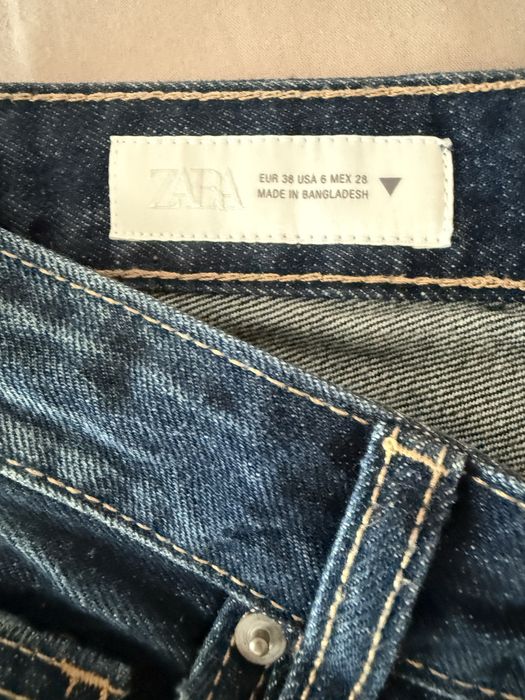 ZARA
EUR 38 USA 6 MEX 28
MADE IN BANGLADESH